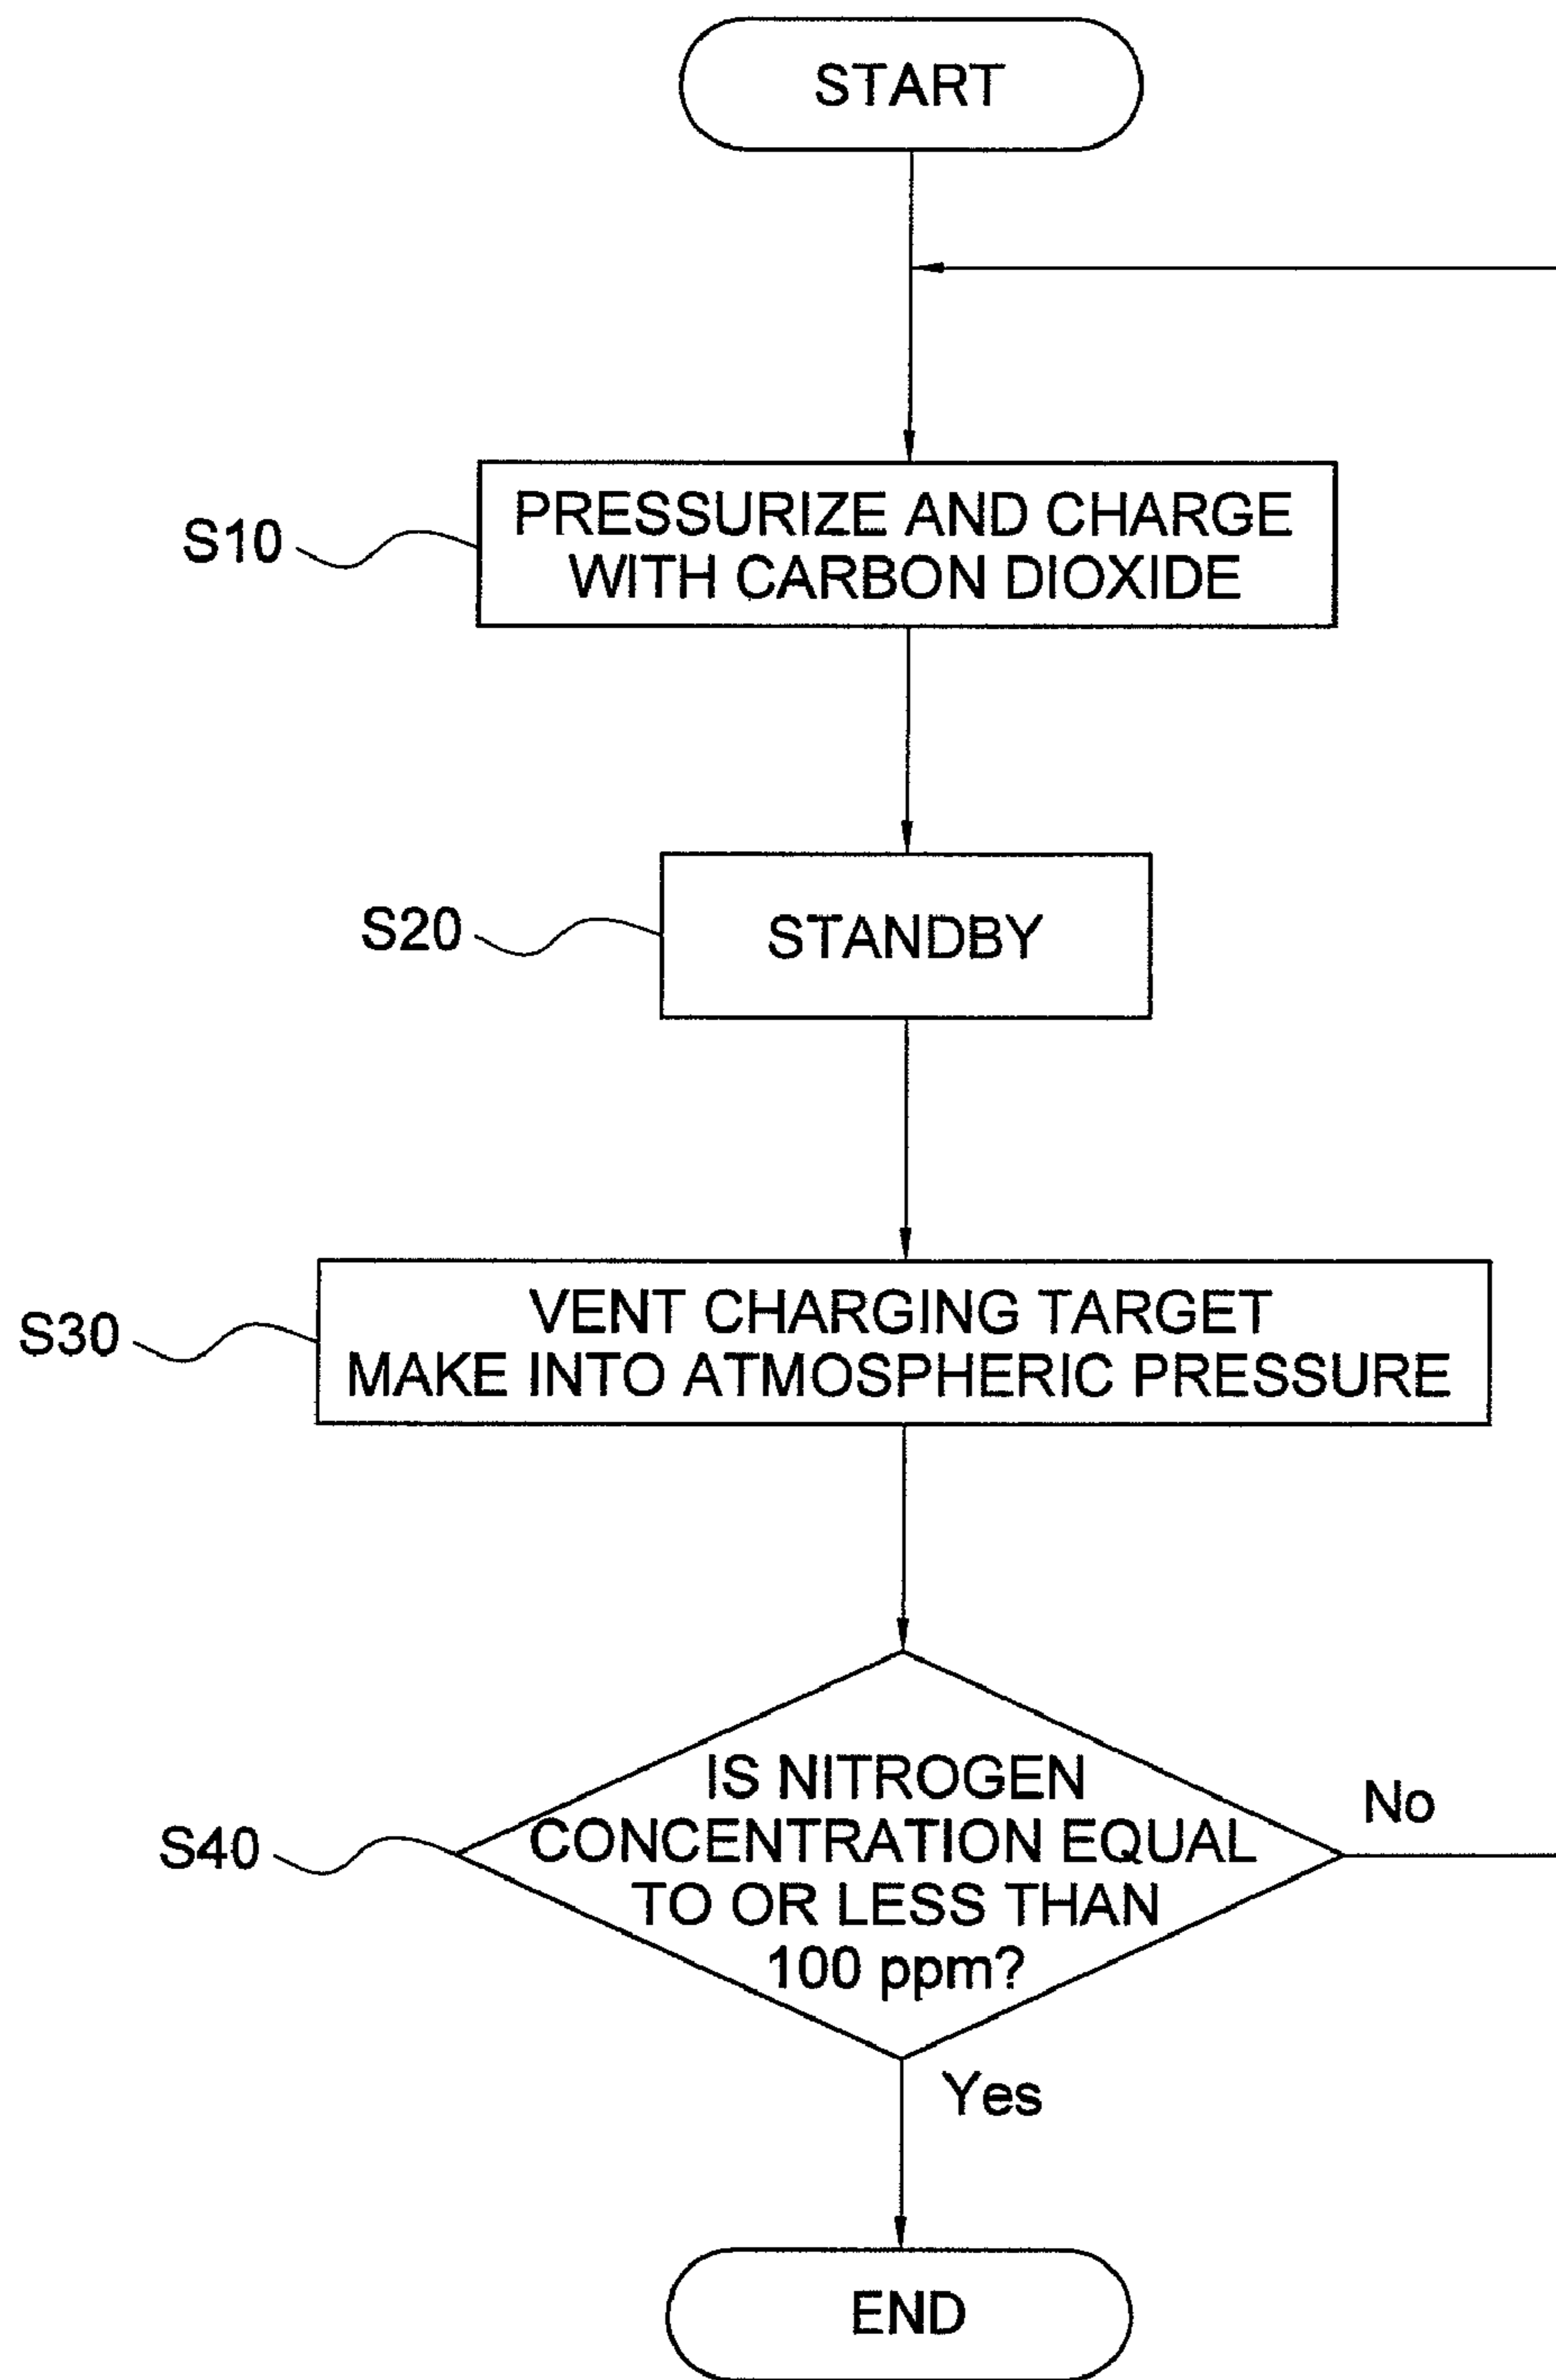 START
S10
PRESSURIZE AND CHARGE
WITH CARBON DIOXIDE
S20
STANDBY
S30
VENT CHARGING TARGET
MAKE INTO ATMOSPHERIC PRESSURE
S40
IS NITROGEN
CONCENTRATION EQUAL
TO OR LESS THAN
100 ppm?
No
Yes
END